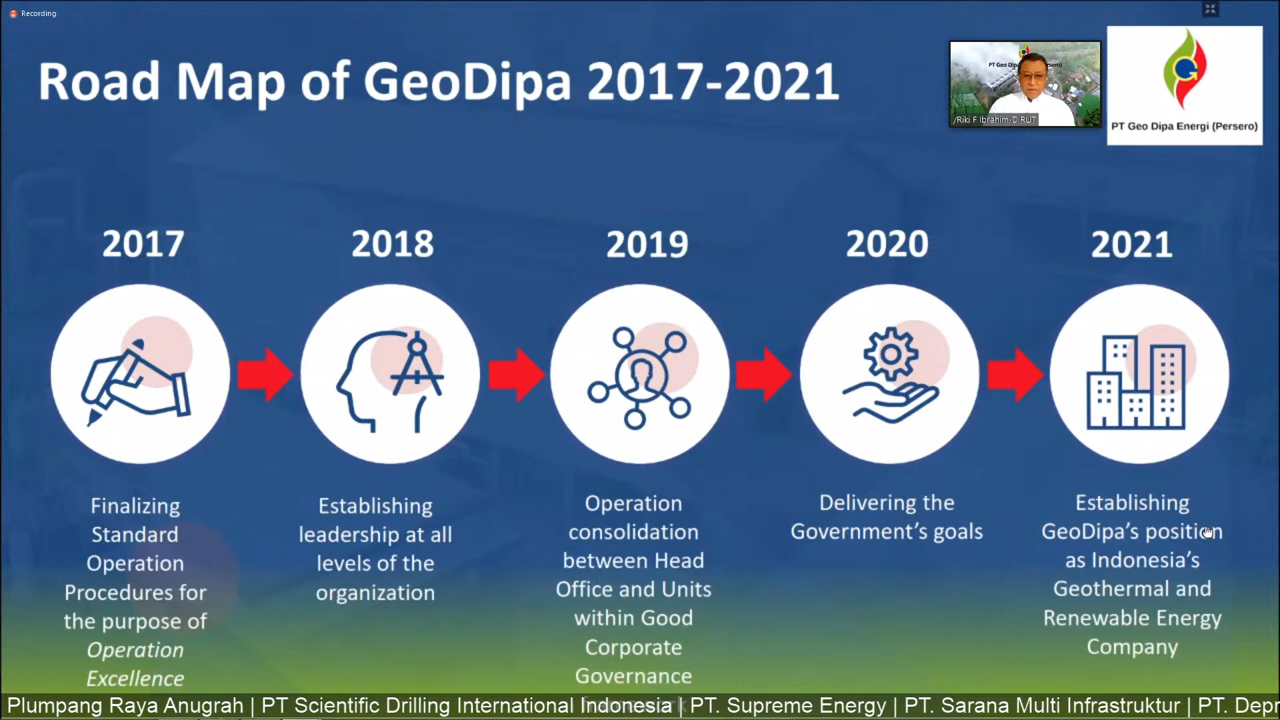 Recording
Road Map of GeoDipa 2017-2021
PT Geo Dipa Energi (Persero)
/Riki F Ibrahim/D RUT
2017
2018
2019
2020
2021
Finalizing
Standard
Operation
Procedures for
the purpose of
Operation
Excellence
Establishing
leadership at all
levels of the
organization
Operation
consolidation
between Head
Office and Units
within Good
Corporate
Governance
Delivering the
Government’s goals
Establishing
GeoDipa’s position
as Indonesia’s
Geothermal and
Renewable Energy
Company
Plumpang Raya Anugrah | PT Scientific Drilling International Indonesia | PT. Supreme Energy | PT. Sarana Multi Infrastruktur | PT. Depr